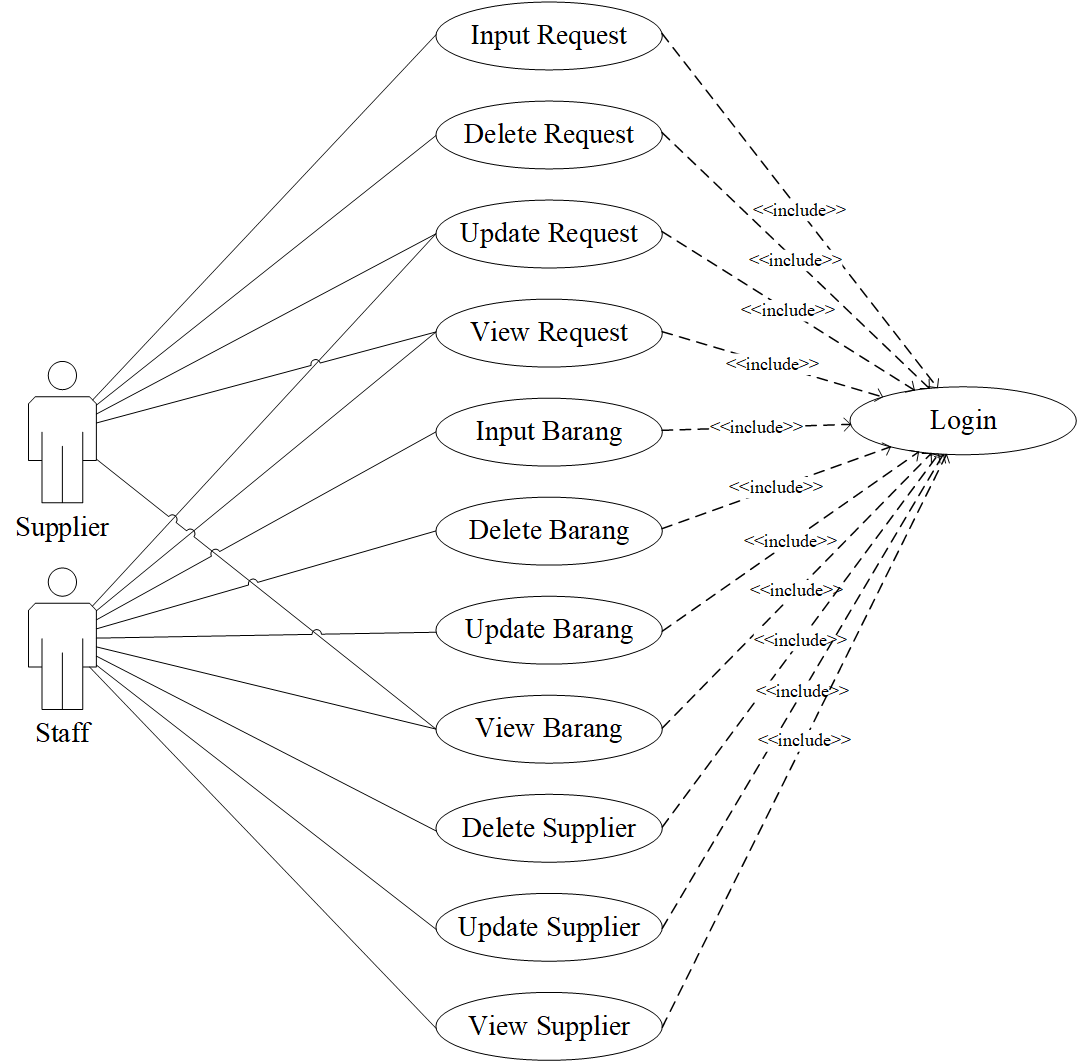 Input Request
Delete Request
<<include>>
Update Request
<<include>>
<<include>>
View Request
<<include>>
Login
Input Barang
<<include>>
<<include>>
Supplier
Delete Barang
<<include>>
<<include>>
Update Barang
<<include>>
<<include>>
Staff
View Barang
<<include>>
Delete Supplier
Update Supplier
View Supplier